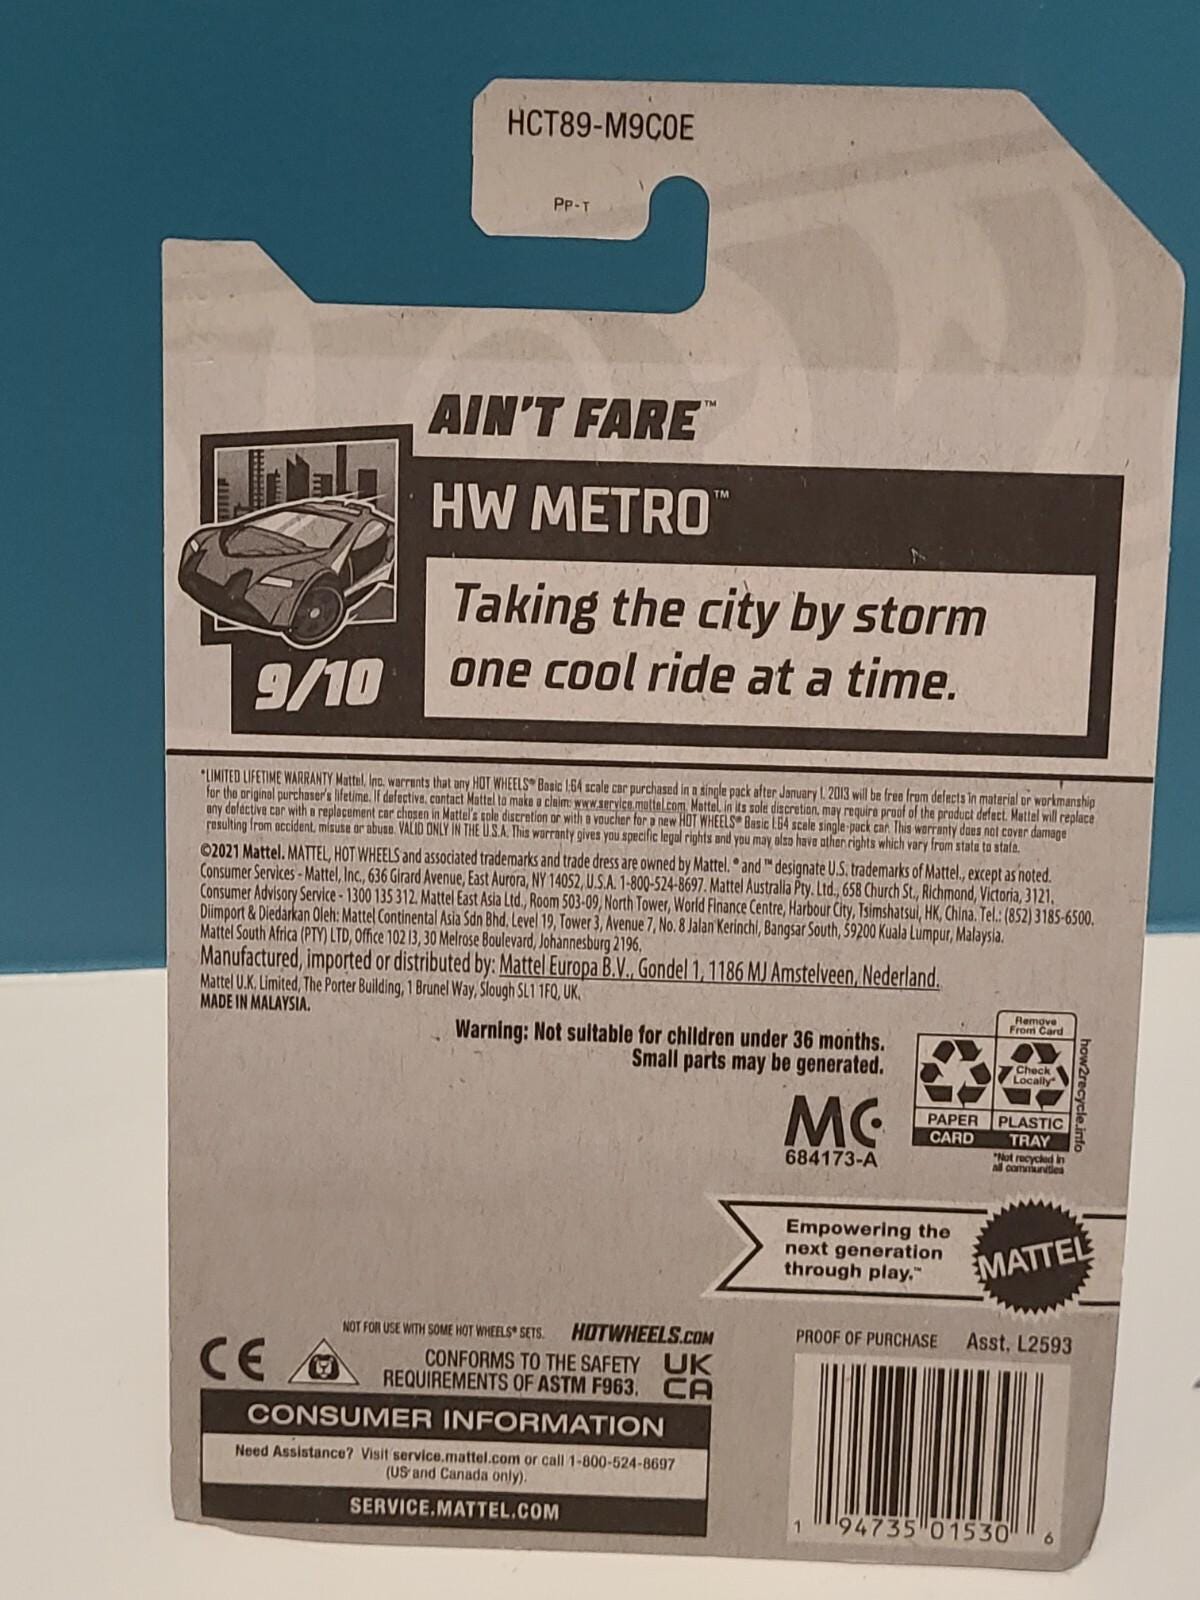 HCT89-M9C0E
PP-T
AIN'T FARE™
HW METRO™
Taking the city by storm
one cool ride at a time.
9/10
*LIMITED LIFETIME WARRANTY Mattel, Inc. warrants that any HOT WHEELS® Basic 1:64 scale car purchased in a single pack after January 1, 2013 will be free from defects in material or workmanship
for the original purchaser's lifetime. If defective, contact Mattel to make a claim: www.service.mattel.com. Mattel, in its sole discretion, may require proof of the product defect. Mattel will replace
any defective car with a replacement car chosen in Mattel's sole discretion or with a voucher for a new HOT WHEELS® Basic 1:64 scale single-pack car. This warranty does not cover damage
resulting from accident, misuse or abuse. VALID ONLY IN THE U.S.A. This warranty gives you specific legal rights and you may also have other rights which vary from state to state.
©2021 Mattel. MATTEL, HOT WHEELS and associated trademarks and trade dress are owned by Mattel. ® and ™ designate U.S. trademarks of Mattel, except as noted.
Consumer Services - Mattel, Inc., 636 Girard Avenue, East Aurora, NY 14052, U.S.A. 1-800-524-8697. Mattel Australia Pty. Ltd., 658 Church St., Richmond, Victoria, 3121.
Consumer Advisory Service - 1300 135 312. Mattel East Asia Ltd., Room 503-09, North Tower, World Finance Centre, Harbour City, Tsimshatsui, HK, China. Tel.: (852) 3185-6500.
Diimport & Diedarkan Oleh: Mattel Continental Asia Sdn Bhd. Level 19, Tower 3, Avenue 7, No. 8 Jalan Kerinchi, Bangsar South, 59200 Kuala Lumpur, Malaysia.
Mattel South Africa (PTY) LTD, Office 102 I3, 30 Melrose Boulevard, Johannesburg 2196.
Manufactured, imported or distributed by: Mattel Europa B.V., Gondel 1, 1186 MJ Amstelveen, Nederland.
Mattel U.K. Limited, The Porter Building, 1 Brunel Way, Slough SL1 1FQ, UK.
MADE IN MALAYSIA.
Warning: Not suitable for children under 36 months.
Small parts may be generated.
MC
684173-A
Remove
From Card
Check
Locally*
PAPER
CARD
PLASTIC
TRAY
*Not recycled in
all communities
how2recycle.info
Empowering the
next generation
through play.™
MATTEL
NOT FOR USE WITH SOME HOT WHEELS® SETS.
HOTWHEELS.COM
CE
CONFORMS TO THE SAFETY
REQUIREMENTS OF ASTM F963.
UK
CA
CONSUMER INFORMATION
Need Assistance? Visit service.mattel.com or call 1-800-524-8697
(US and Canada only).
SERVICE.MATTEL.COM
PROOF OF PURCHASE Asst. L2593
1 94735 01530 6